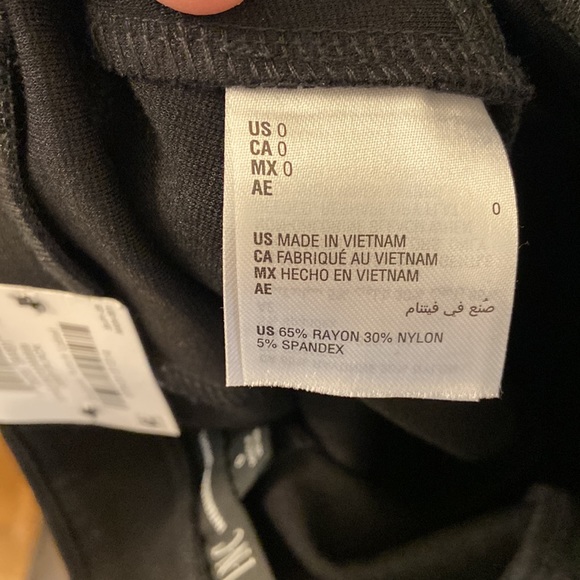 US 0
CA 0
MX 0
AE
0
US MADE IN VIETNAM
CA FABRIQUÉ AU VIETNAM
MX HECHO EN VIETNAM
AE
صُنع في فيتنام
US 65% RAYON 30% NYLON
5% SPANDEX
INC